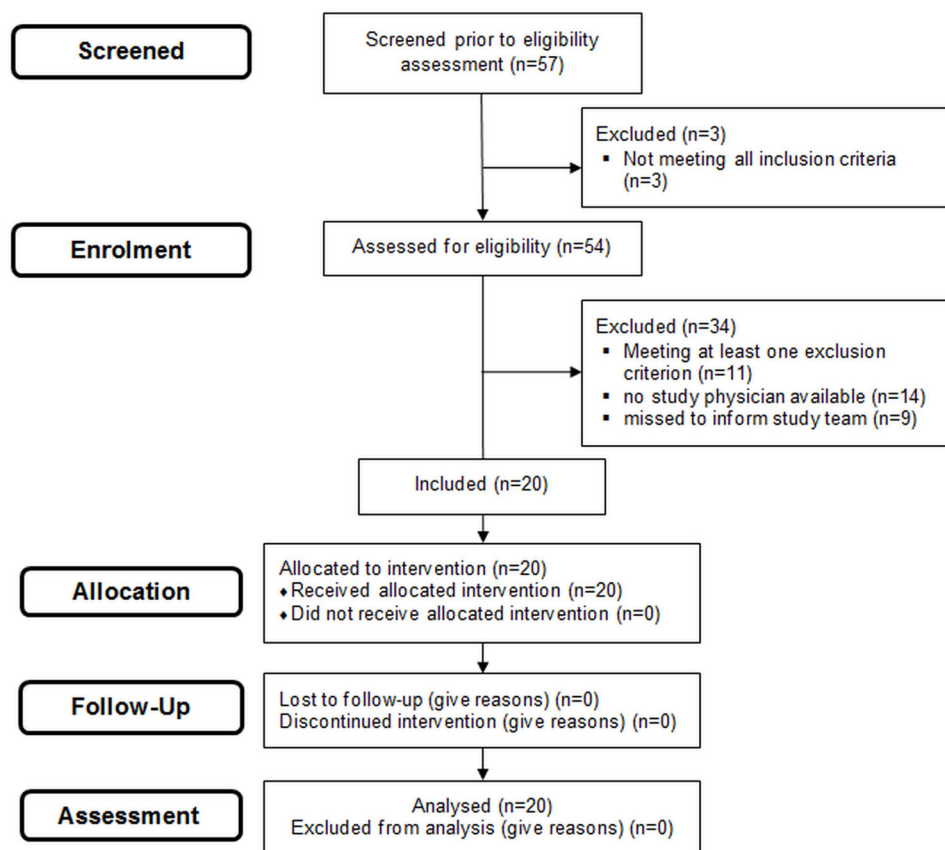 Screened
Screened prior to eligibility
assessment (n=57)
Excluded (n=3)
▪ Not meeting all inclusion criteria
(n=3)
Enrolment
Assessed for eligibility (n=54)
Excluded (n=34)
▪ Meeting at least one exclusion
criterion (n=11)
▪ no study physician available (n=14)
▪ missed to inform study team (n=9)
Included (n=20)
Allocation
Allocated to intervention (n=20)
♦Received allocated intervention (n=20)
♦Did not receive allocated intervention (n=0)
Follow-Up
Lost to follow-up (give reasons) (n=0)
Discontinued intervention (give reasons) (n=0)
Assessment
Analysed (n=20)
Excluded from analysis (give reasons) (n=0)